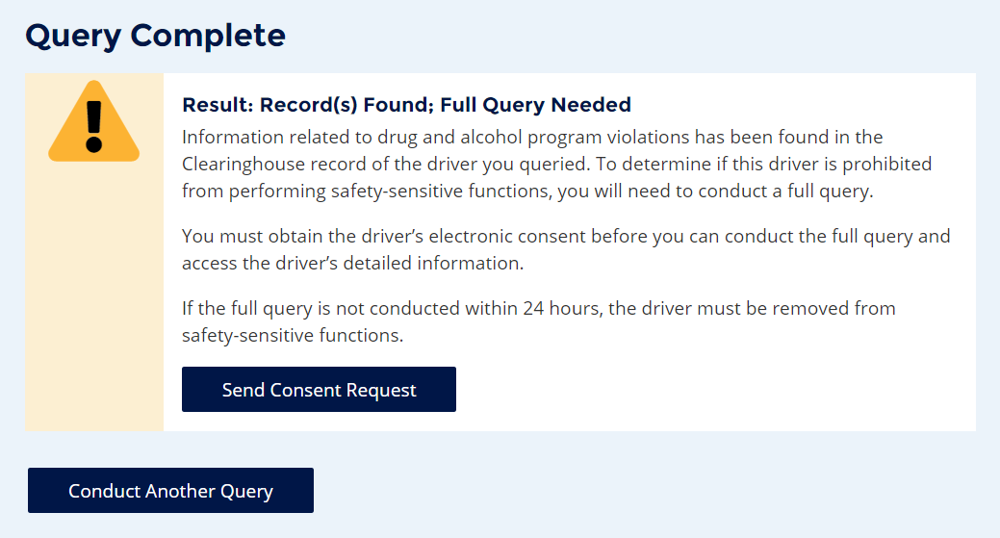 Query Complete
Result: Record(s) Found; Full Query Needed
Information related to drug and alcohol program violations has been found in the
Clearinghouse record of the driver you queried. To determine if this driver is prohibited
from performing safety-sensitive functions, you will need to conduct a full query.
You must obtain the driver’s electronic consent before you can conduct the full query and
access the driver’s detailed information.
If the full query is not conducted within 24 hours, the driver must be removed from
safety-sensitive functions.
Send Consent Request
Conduct Another Query